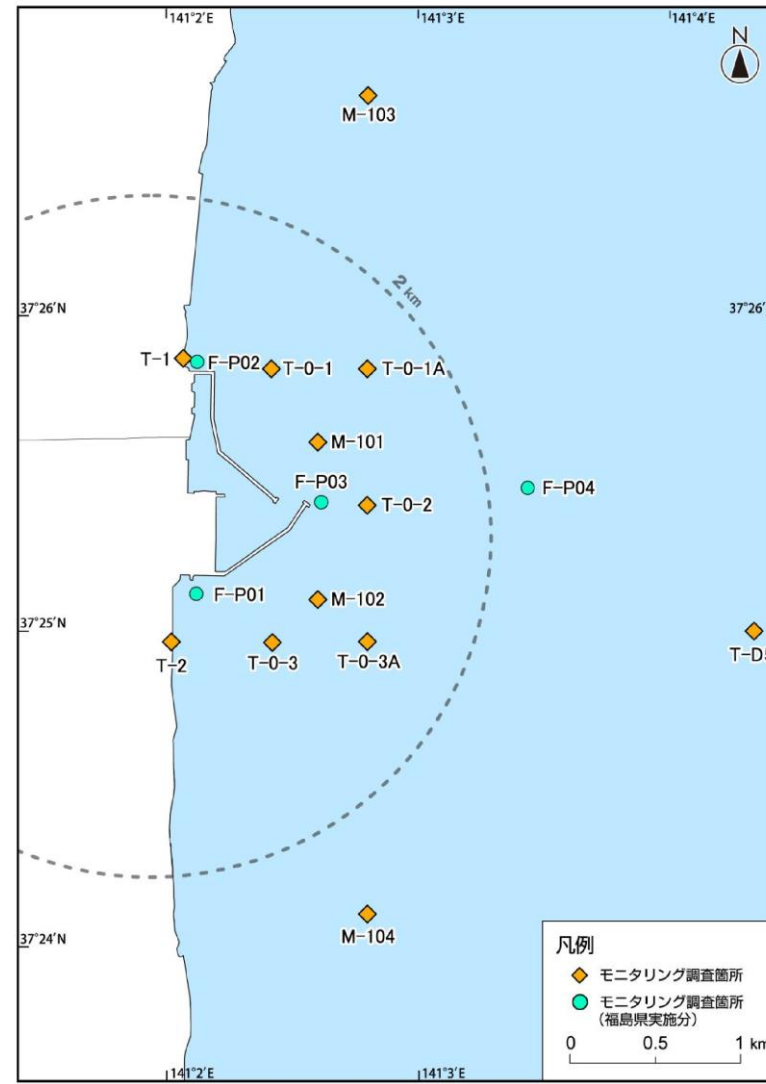 141°2′E
141°3′E
141°4′E
N
M-103
2 km
37°26′N
37°26′
T-1
F-P02
T-0-1
T-0-1A
M-101
F-P03
F-P04
T-0-2
F-P01
M-102
37°25′N
T-2
T-0-3
T-0-3A
T-D5
37°24′N
M-104
凡例
モニタリング調査箇所
モニタリング調査箇所
(福島県実施分)
0 0.5 1 km
141°2′E
141°3′E